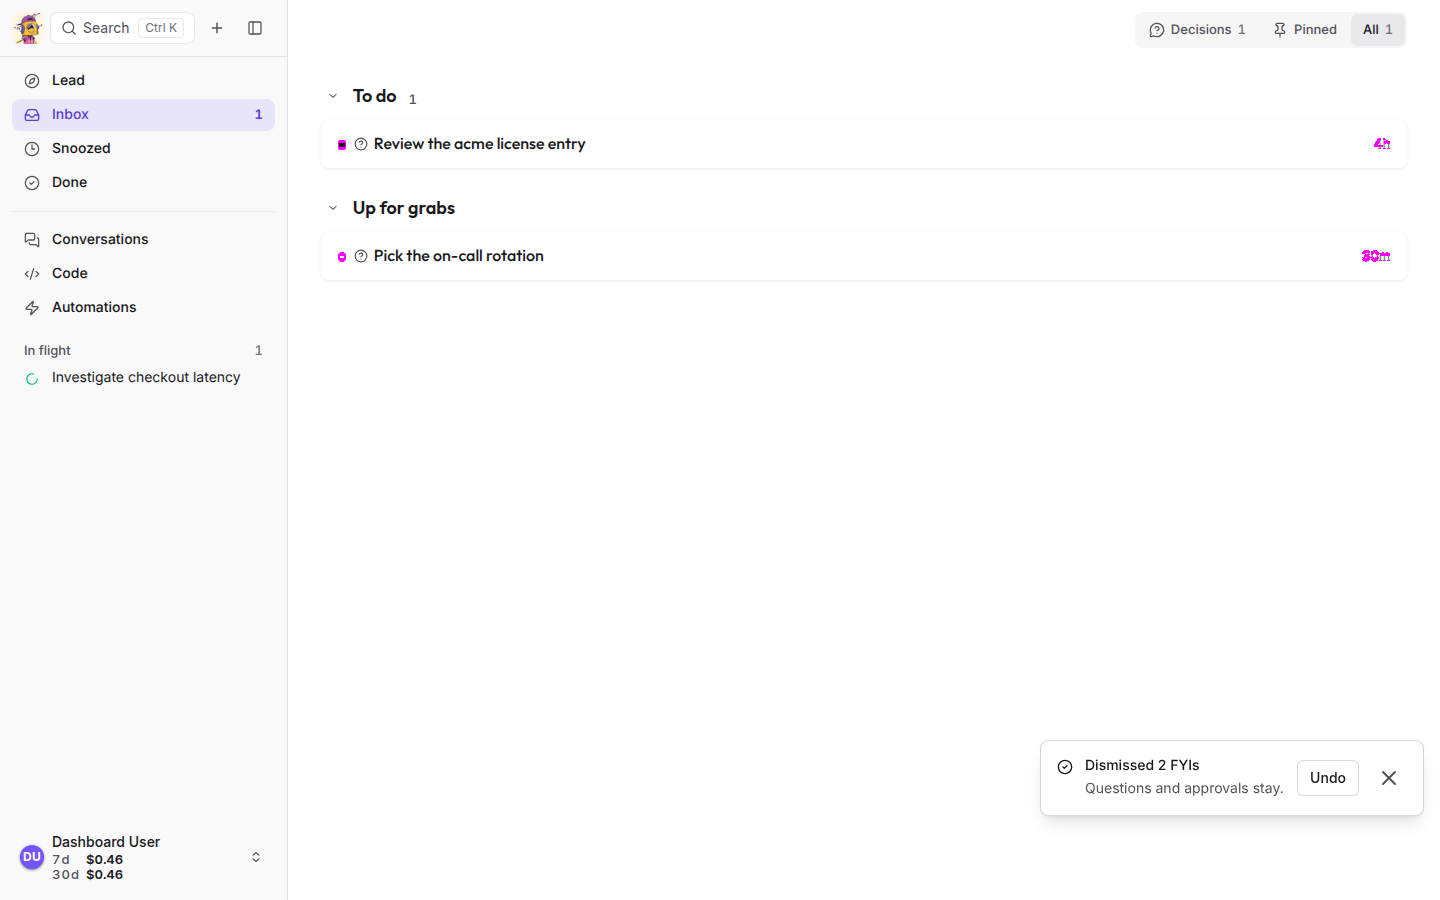 Search Ctrl K
Lead
Inbox 1
Snoozed
Done
Conversations
Code
Automations
In flight 1
Investigate checkout latency
Dashboard User
DU
7d $0.46
30d $0.46
Decisions 1 Pinned All 1
To do 1
Review the acme license entry 4h
Up for grabs
Pick the on-call rotation 30m
Dismissed 2 FYIs
Questions and approvals stay.
Undo